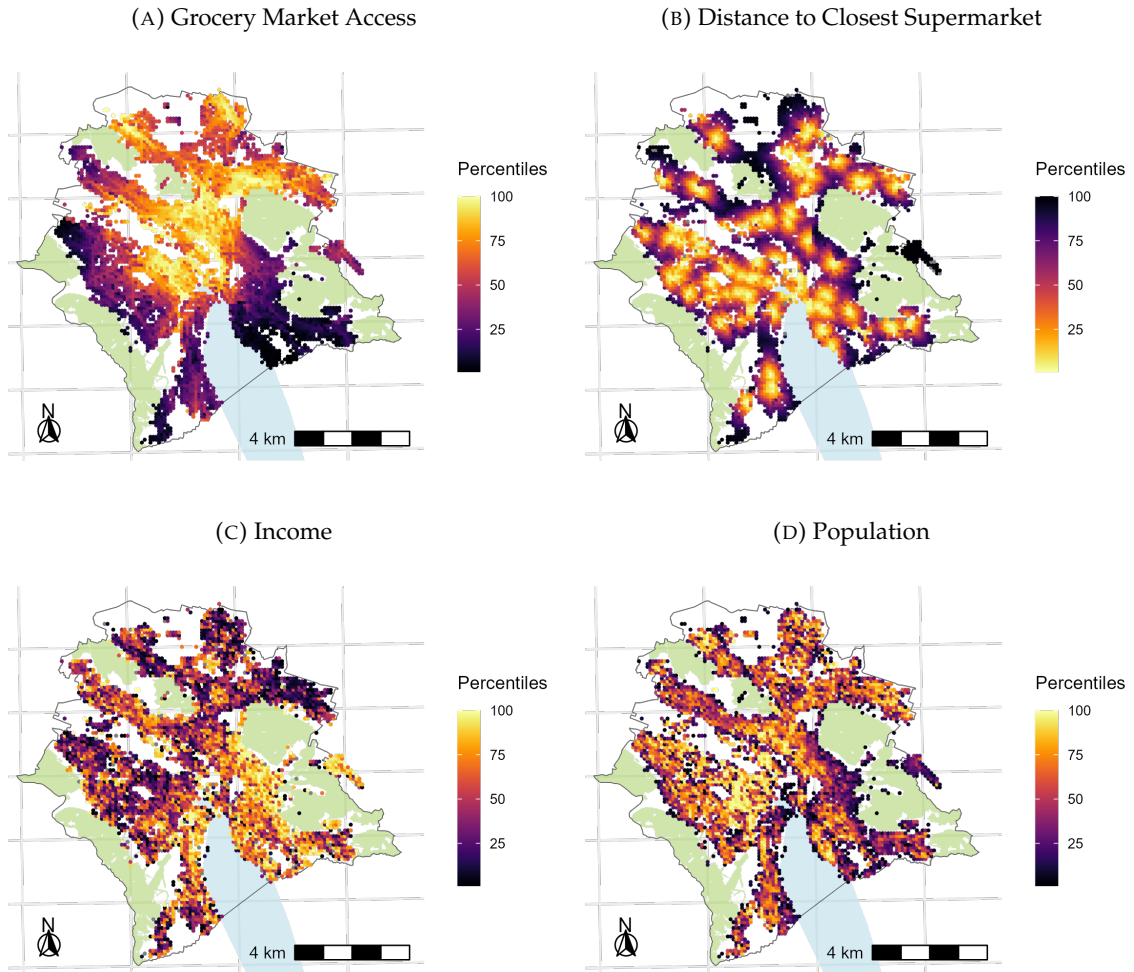 (A) Grocery Market Access
(B) Distance to Closest Supermarket
Percentiles
100
75
50
25
N
4 km
Percentiles
100
75
50
25
N
4 km
(C) Income
(D) Population
Percentiles
100
75
50
25
N
4 km
Percentiles
100
75
50
25
N
4 km